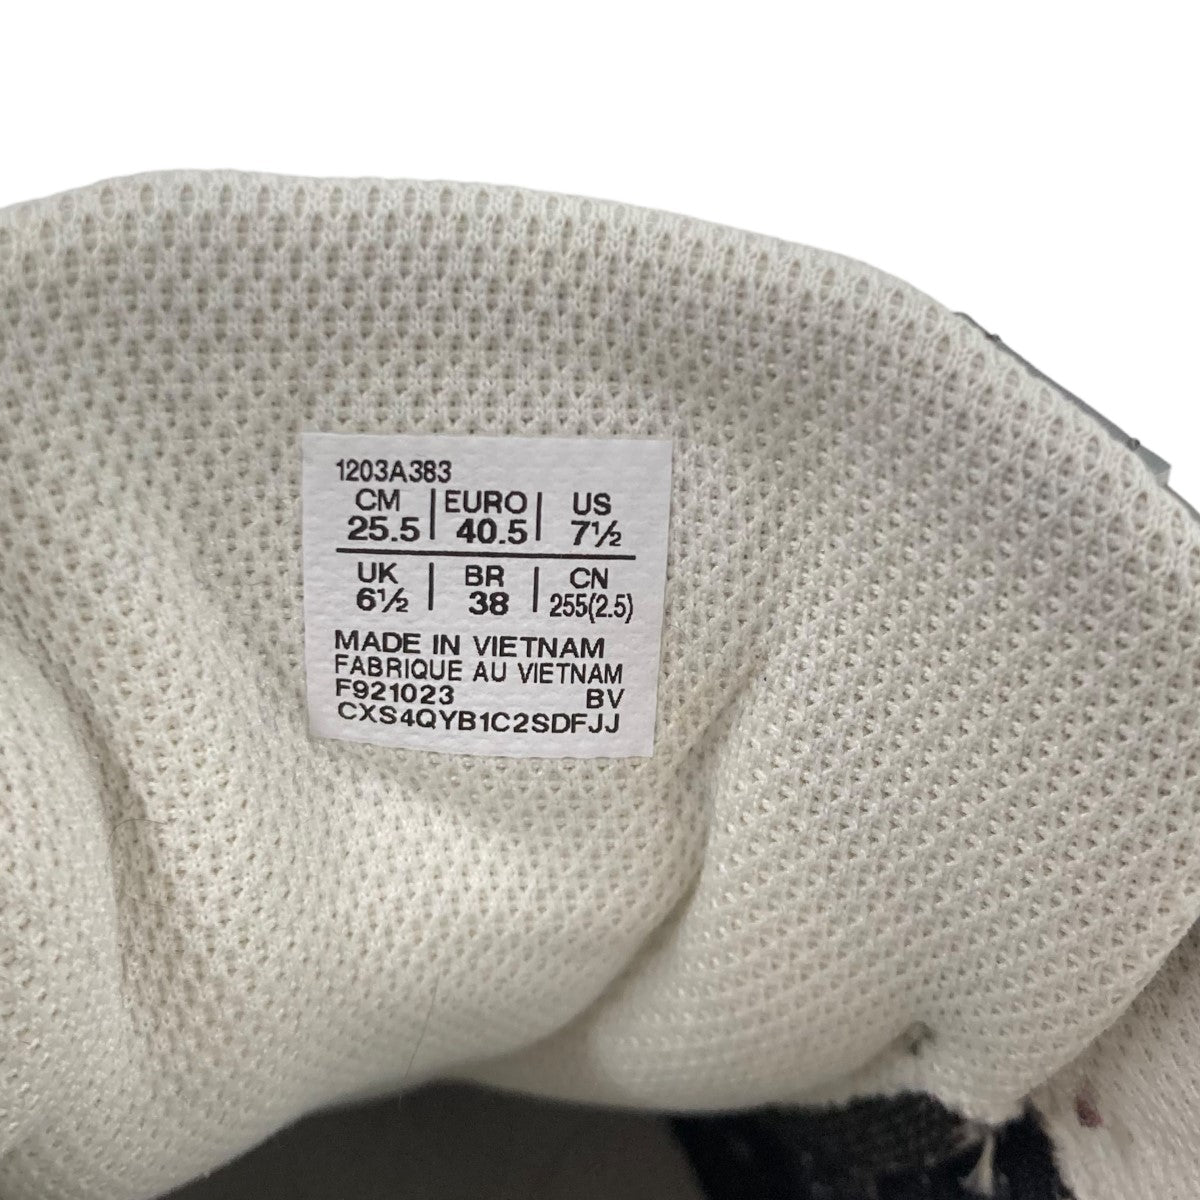 1203A383
CM | EURO | US
25.5 | 40.5 | 7½
UK | BR | CN
6½ | 38 | 255(2.5)
MADE IN VIETNAM
FABRIQUE AU VIETNAM
F921023 BV
CXS4QYB1C2SDFJJ